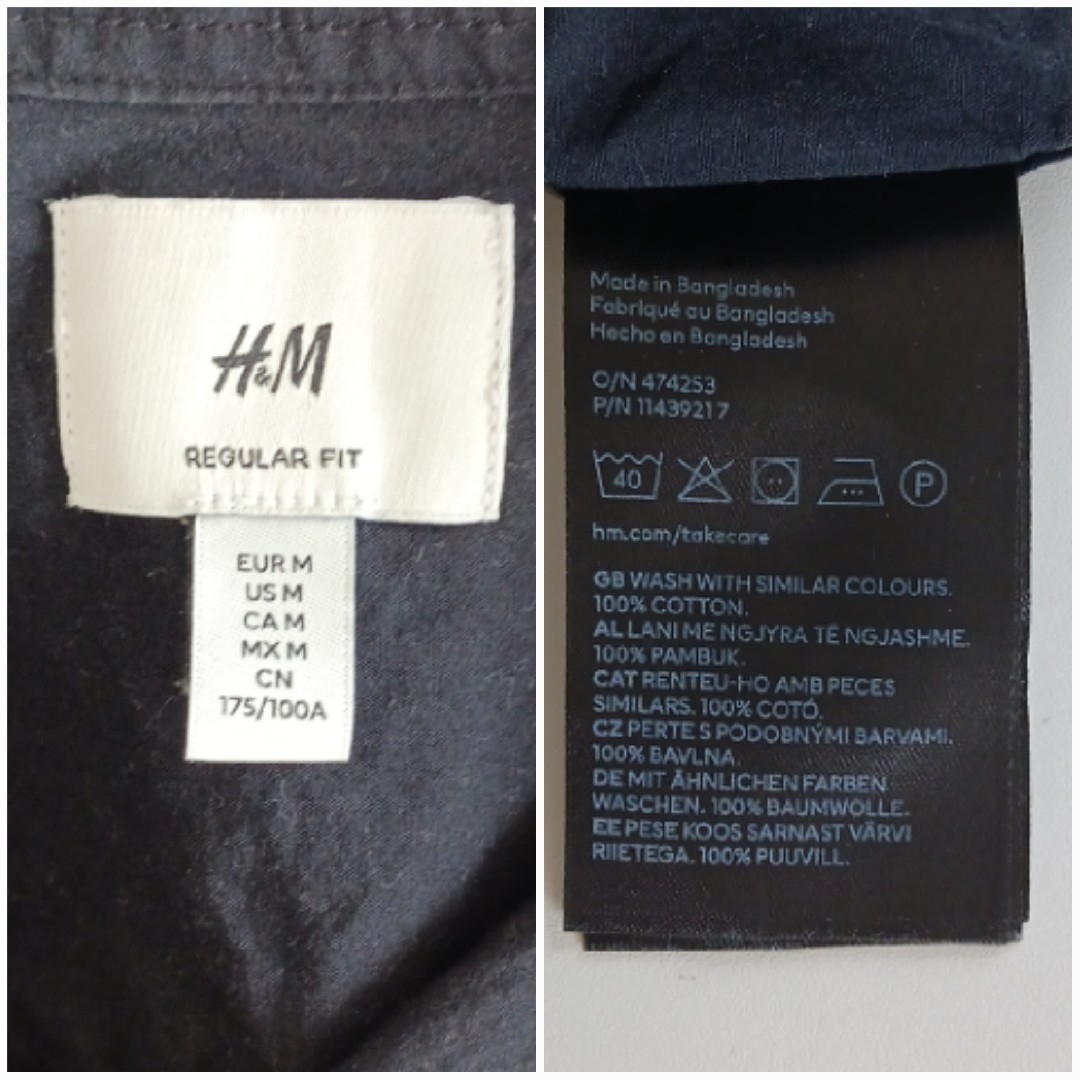 H&M
REGULAR FIT
EUR M
US M
CA M
MX M
CN
175/100A
Made in Bangladesh
Fabriqué au Bangladesh
Hecho en Bangladesh
O/N 474253
P/N 11439217
40 P
hm.com/takecare
GB WASH WITH SIMILAR COLOURS.
100% COTTON.
AL LANI ME NGJYRA TË NGJASHME.
100% PAMBUK.
CAT RENTEU-HO AMB PECES
SIMILARS. 100% COTÓ.
CZ PERTE S PODOBNÝMI BARVAMI.
100% BAVLNA.
DE MIT ÄHNLICHEN FARBEN
WASCHEN. 100% BAUMWOLLE.
EE PESE KOOS SARNAST VÄRVI
RIIETEGA. 100% PUUVILL.